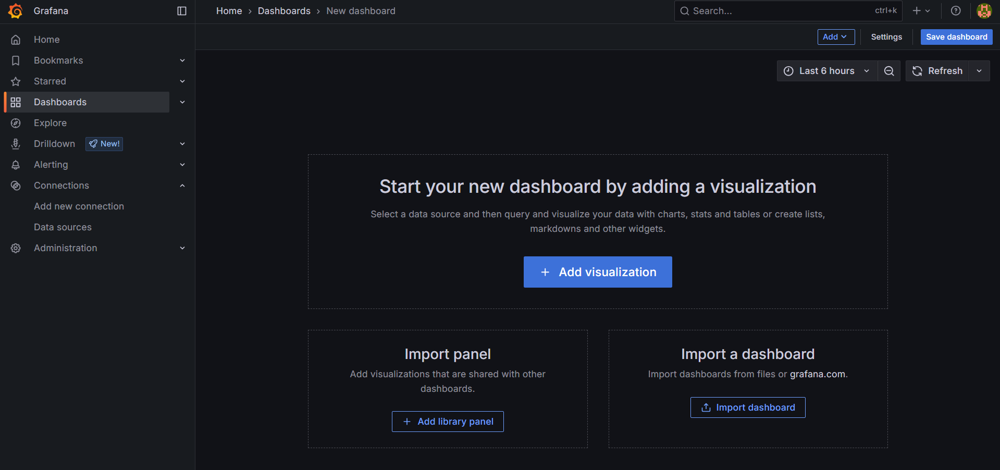 Grafana
Home › Dashboards › New dashboard
Search... ctrl+k
Add
Settings
Save dashboard
Home
Bookmarks
Starred
Dashboards
Explore
Drilldown New!
Alerting
Connections
Add new connection
Data sources
Administration
Last 6 hours
Refresh
Start your new dashboard by adding a visualization
Select a data source and then query and visualize your data with charts, stats and tables or create lists,
markdowns and other widgets.
+ Add visualization
Import panel
Add visualizations that are shared with other
dashboards.
+ Add library panel
Import a dashboard
Import dashboards from files or grafana.com.
Import dashboard